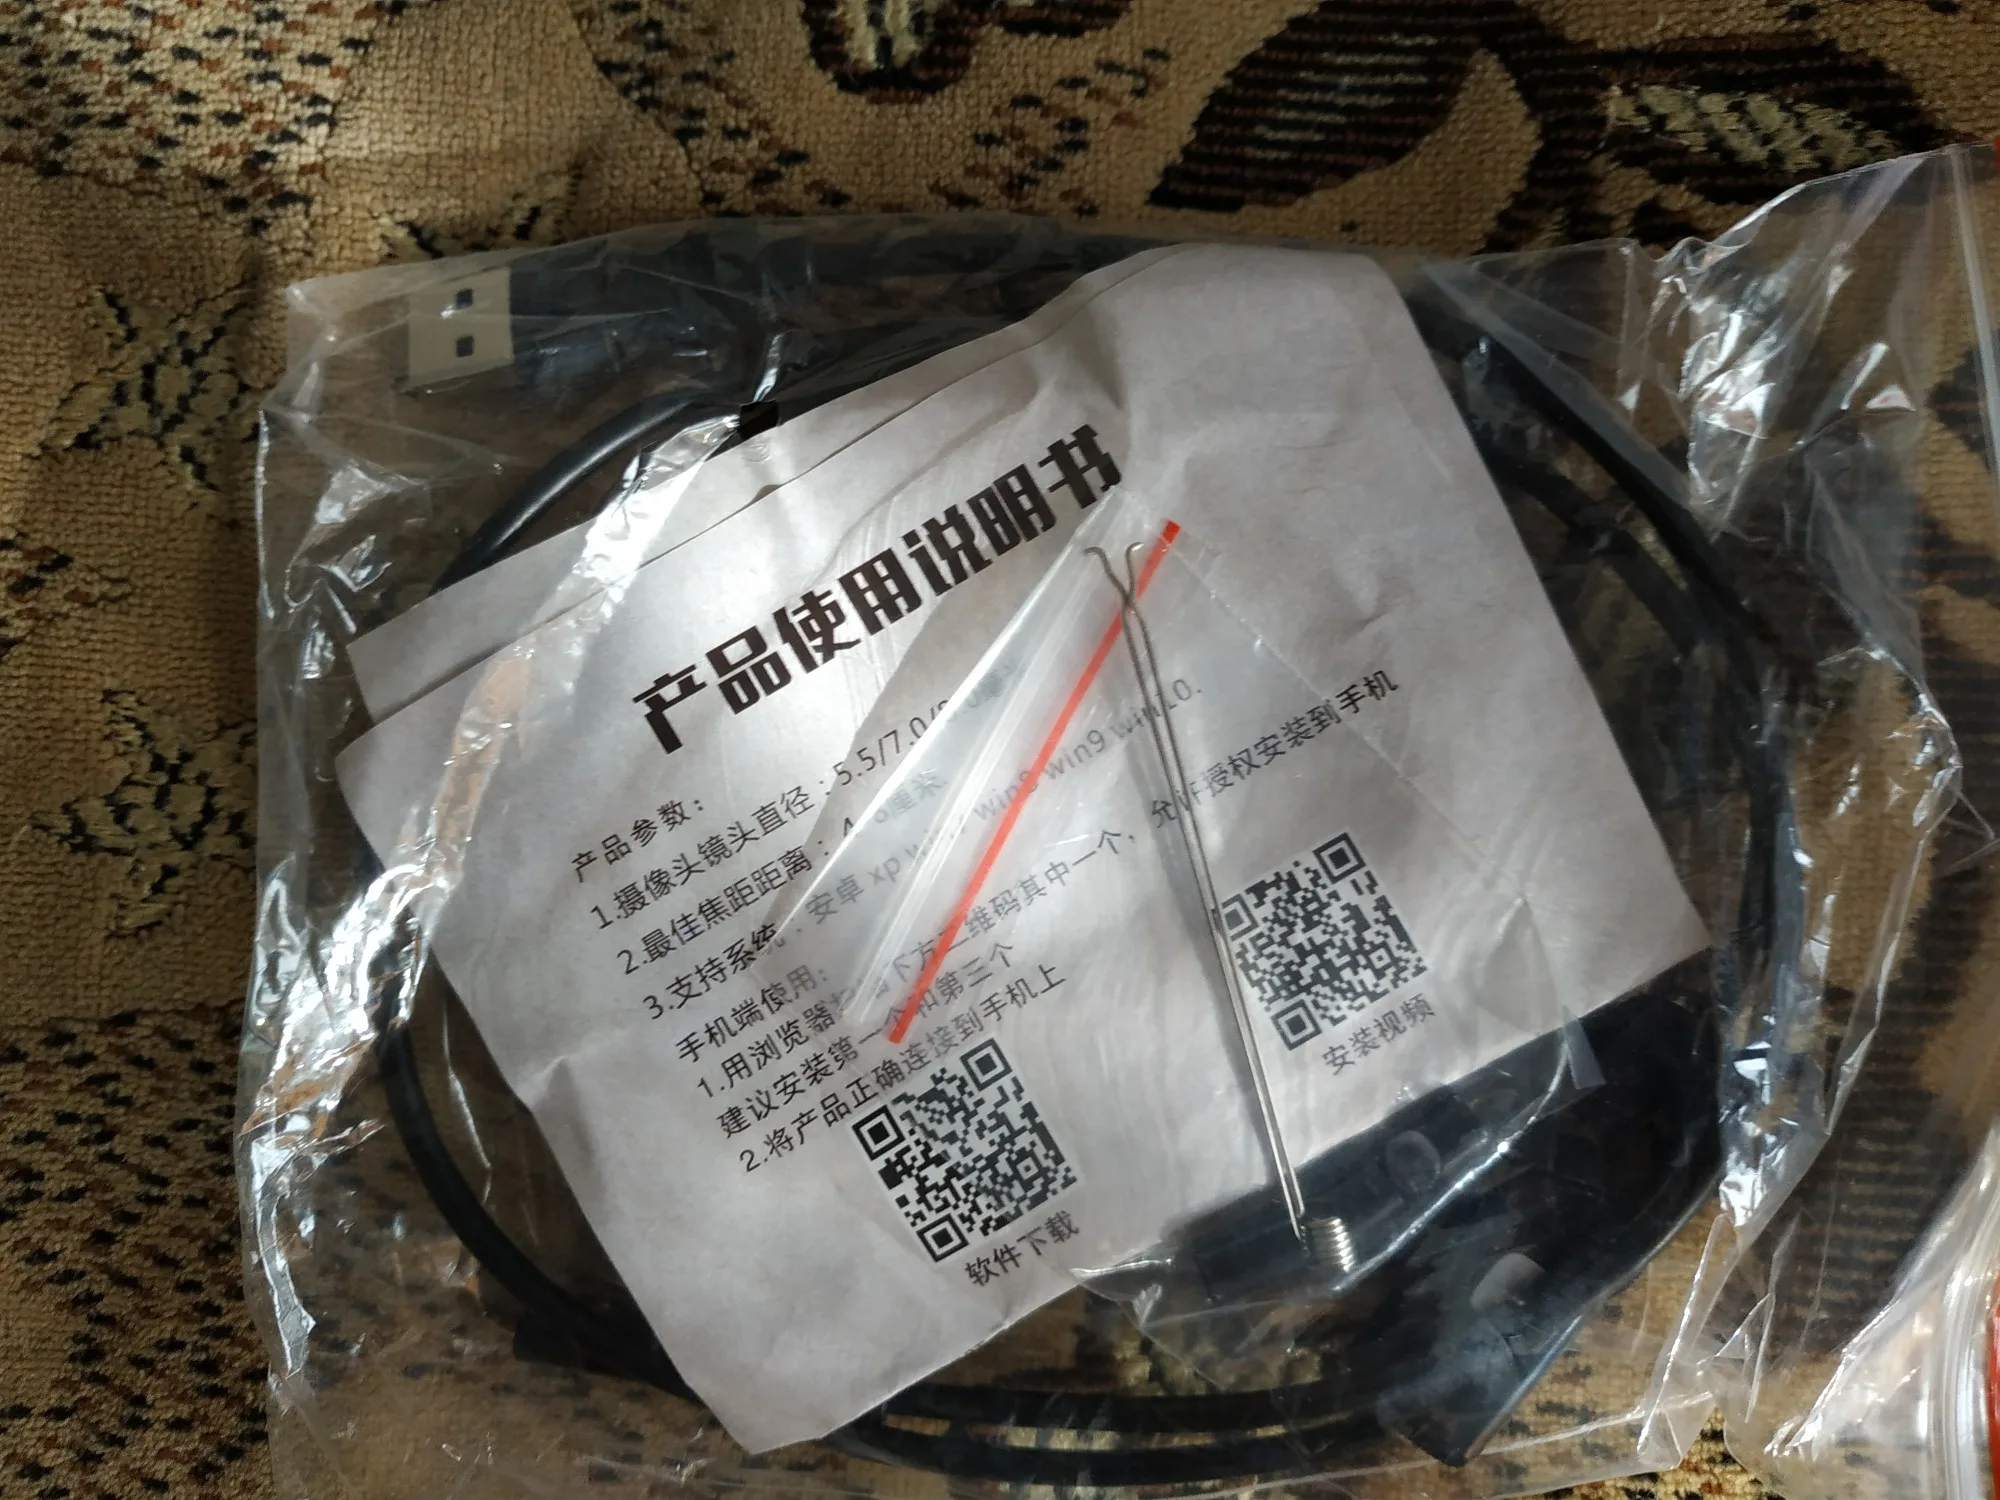 产品使用说明书
产品参数：
1.摄像头镜头直径：5.5/7.0/8.0
2.最佳焦距距离：4 厘米
3.支持系统：安卓 xp win8 win9 win10.
手机端使用：
1.用浏览器 下方二维码其中一个，允许授权安装到手机
建议安装第一个和第三个
2.将产品正确连接到手机上
软件下载
安装视频